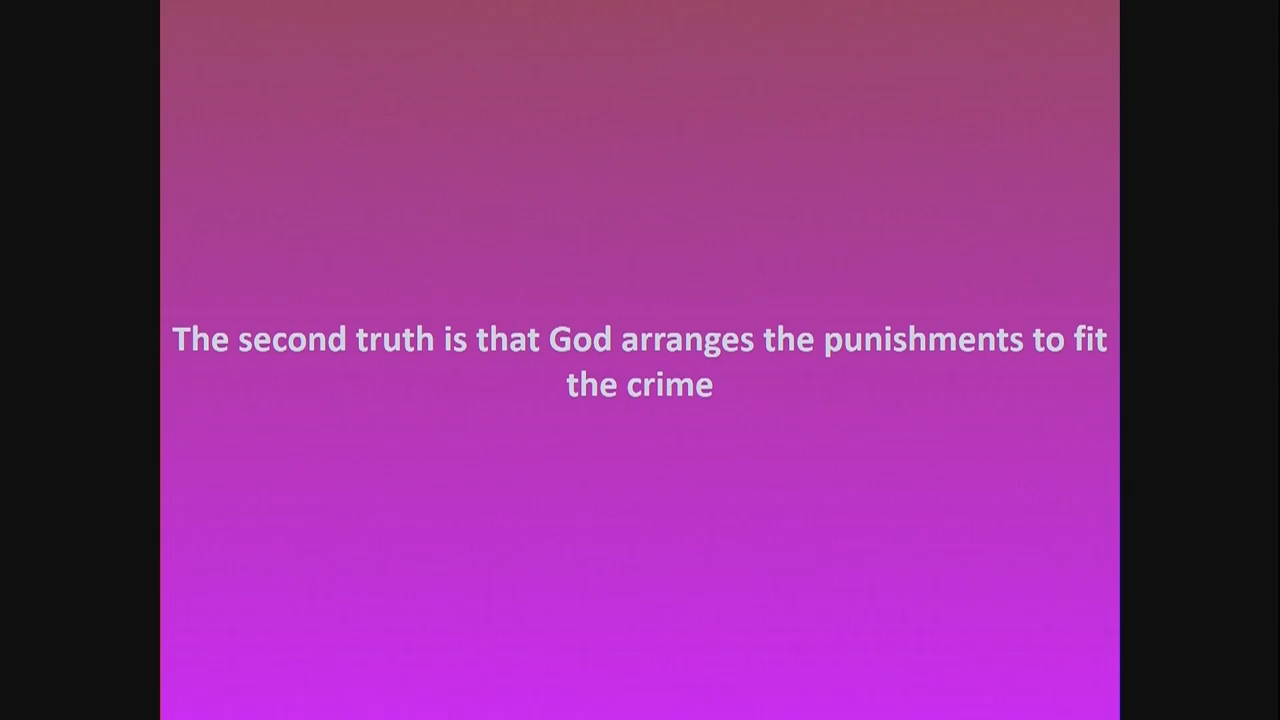 The second truth is that God arranges the punishments to fit
the crime